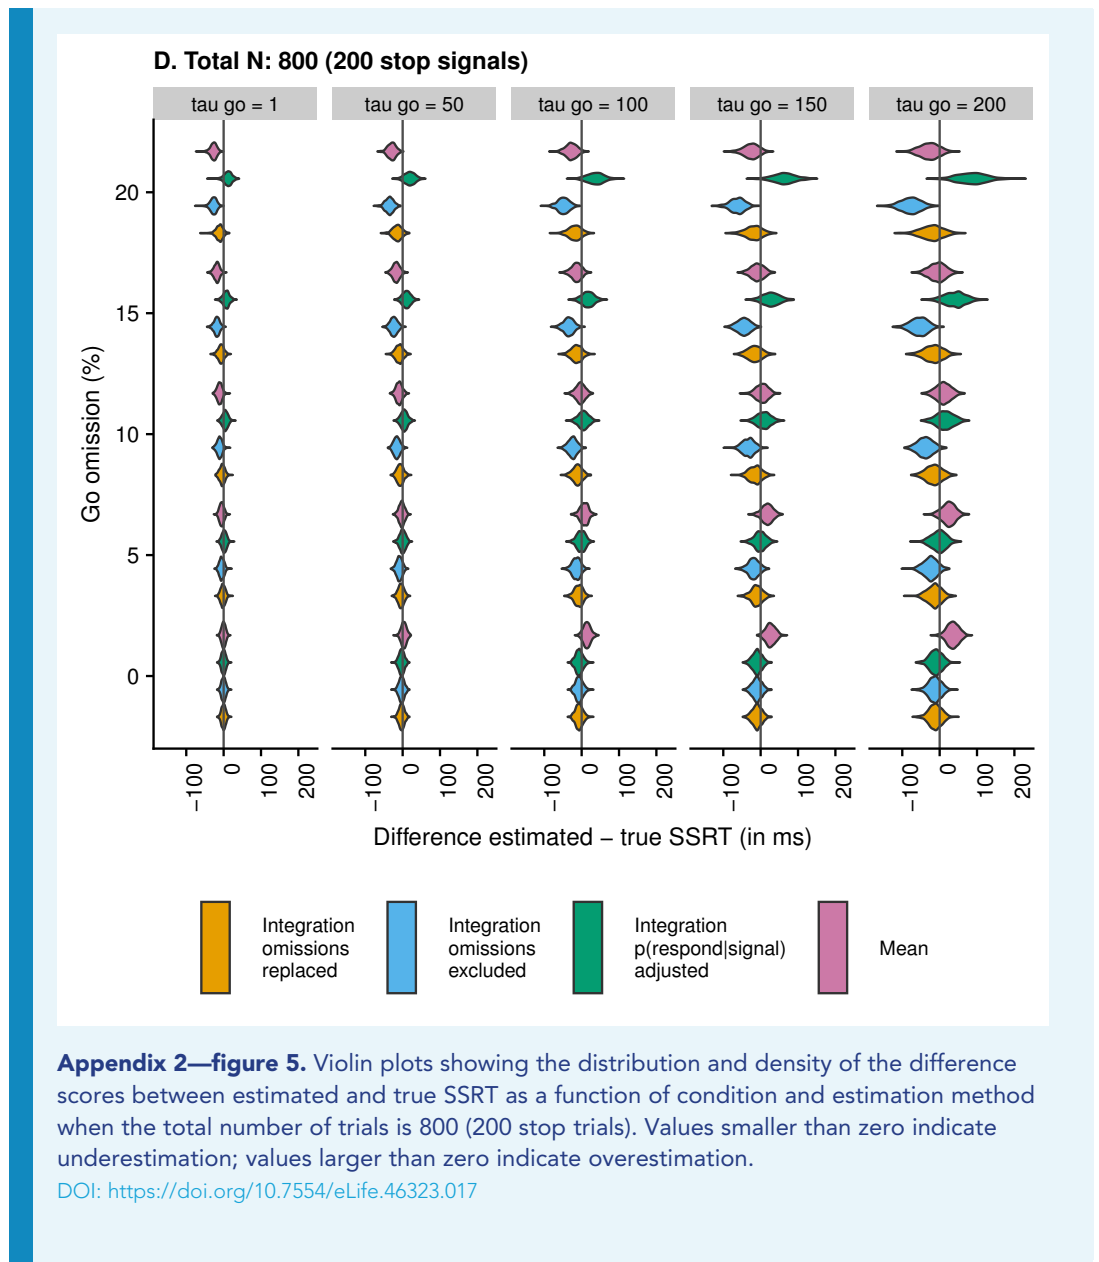 D. Total N: 800 (200 stop signals)
tau go = 1
tau go = 50
tau go = 100
tau go = 150
tau go = 200
Go omission (%)
20
15
10
5
0
−100 0 100 200
−100 0 100 200
−100 0 100 200
−100 0 100 200
−100 0 100 200
Difference estimated − true SSRT (in ms)
Integration
omissions
replaced
Integration
omissions
excluded
Integration
p(respond|signal)
adjusted
Mean
Appendix 2—figure 5. Violin plots showing the distribution and density of the difference
scores between estimated and true SSRT as a function of condition and estimation method
when the total number of trials is 800 (200 stop trials). Values smaller than zero indicate
underestimation; values larger than zero indicate overestimation.
DOI: https://doi.org/10.7554/eLife.46323.017